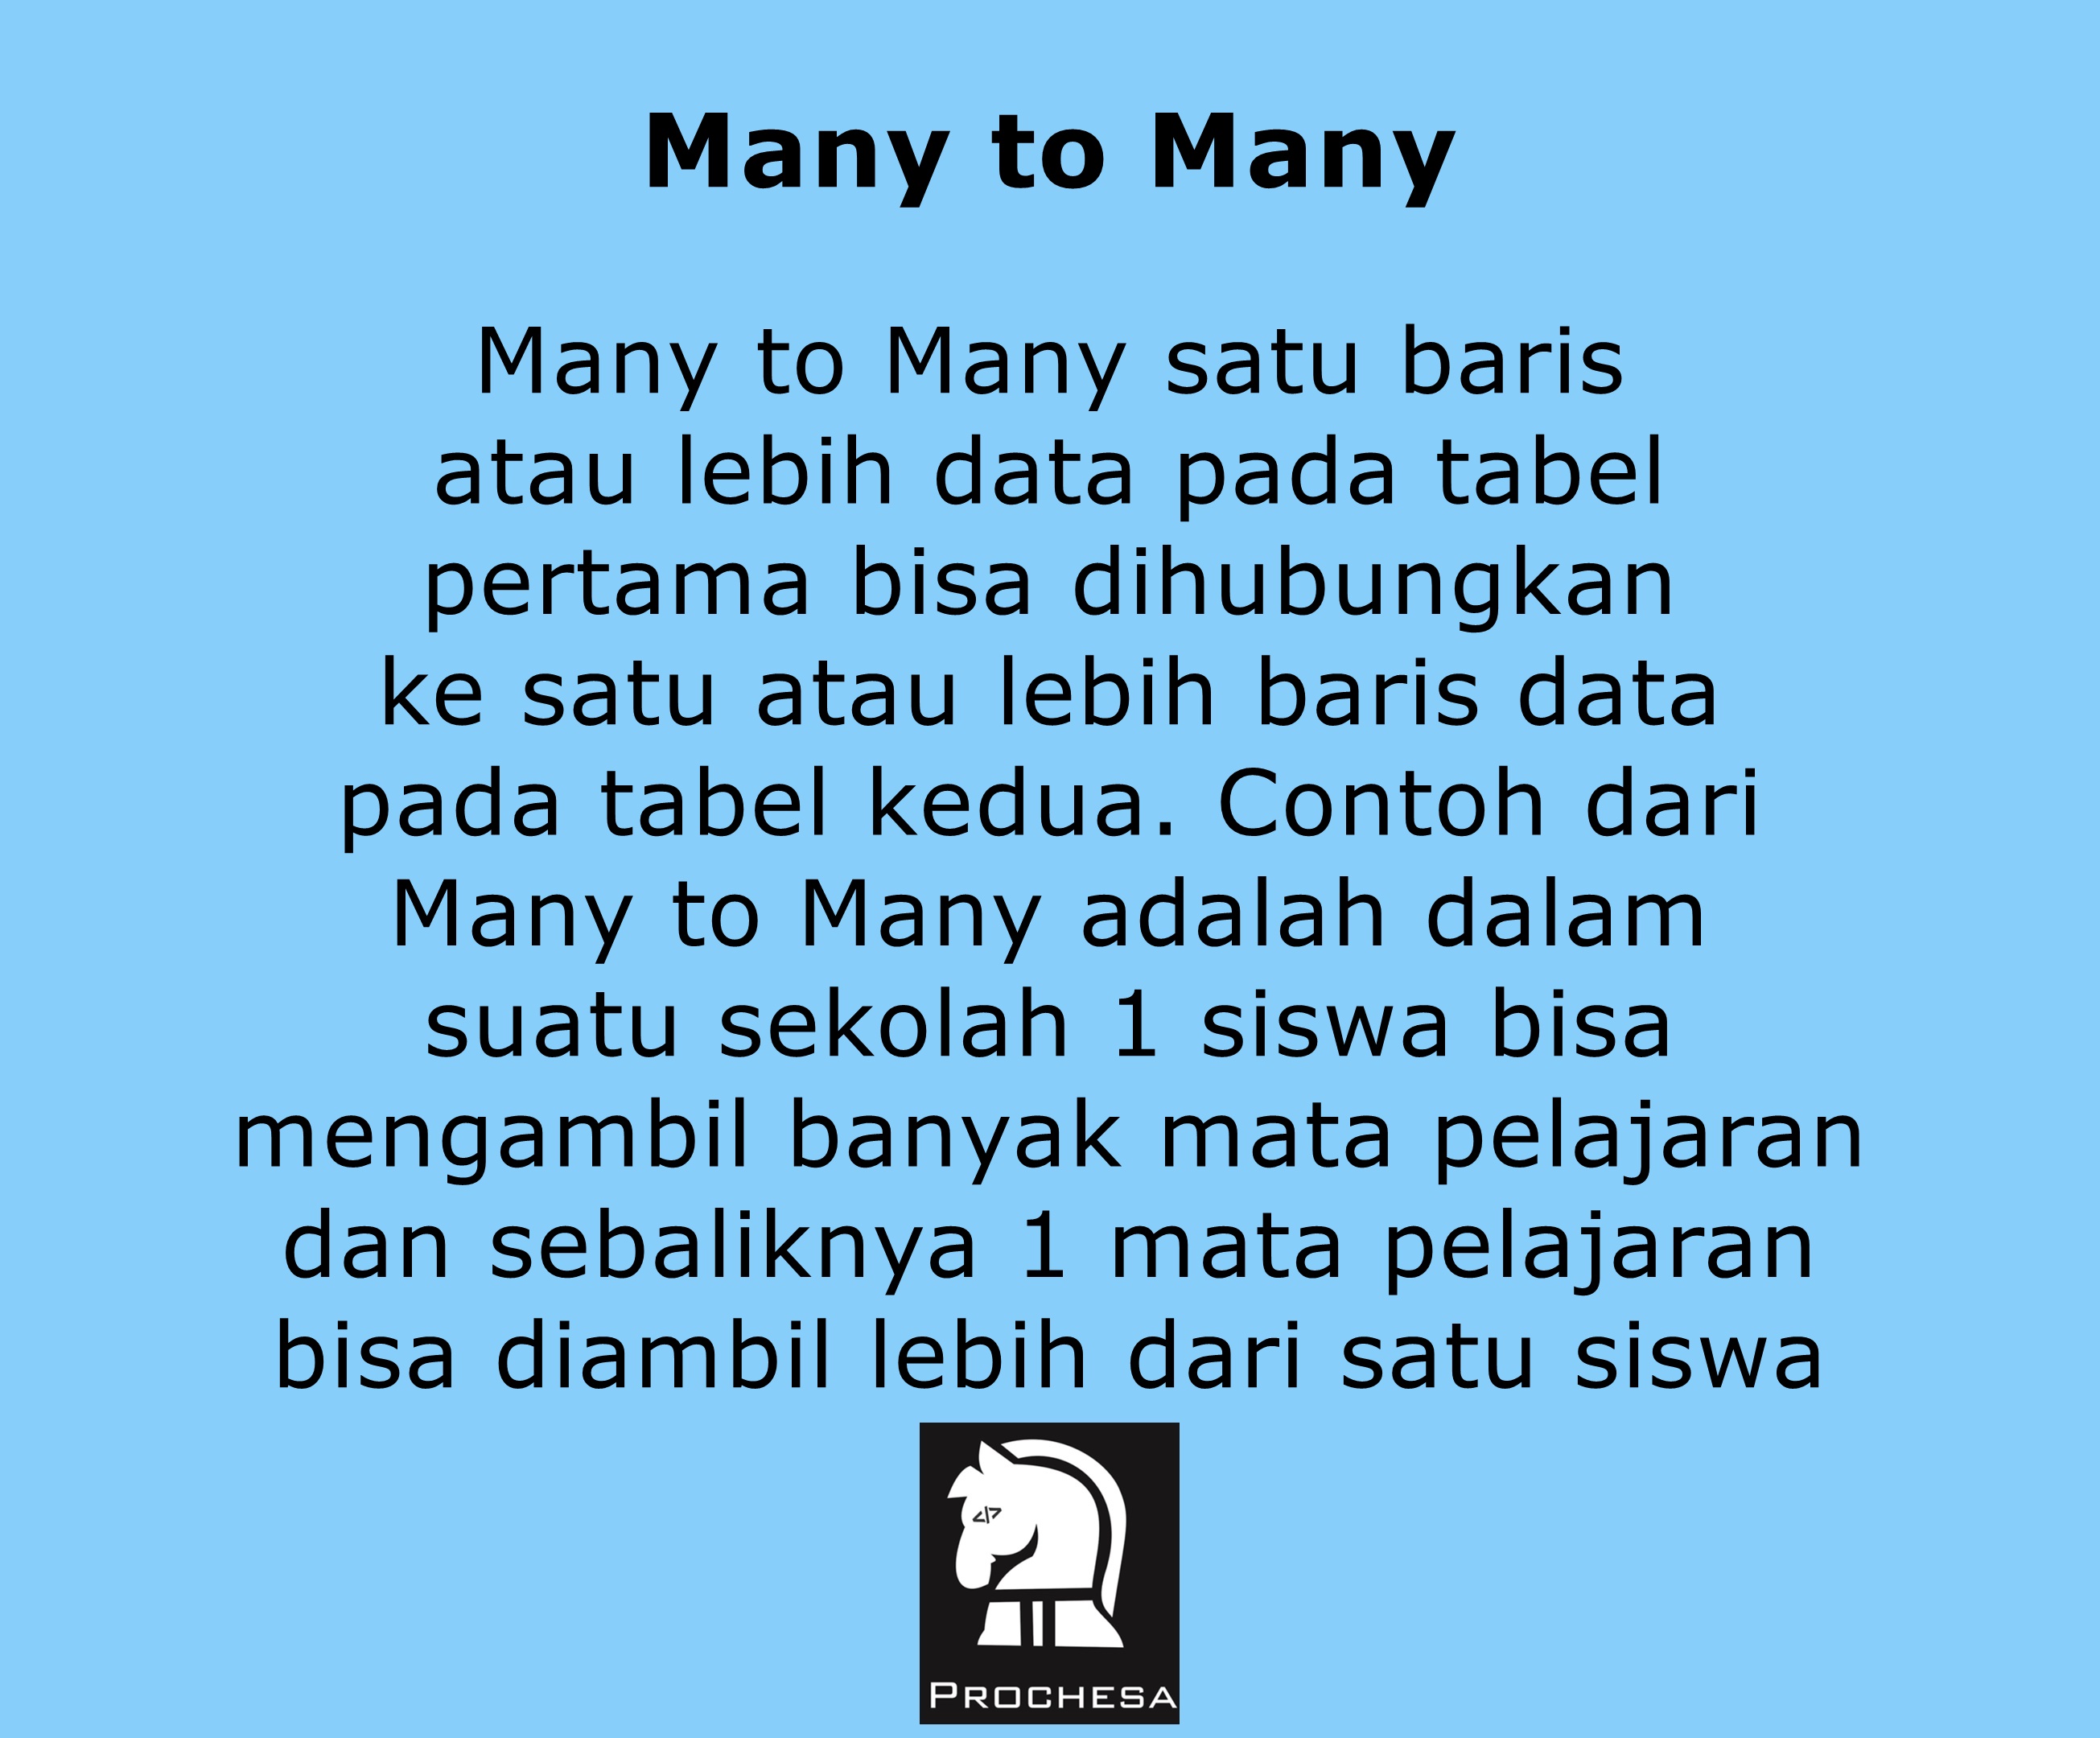 Many to Many
Many to Many satu baris
atau lebih data pada tabel
pertama bisa dihubungkan
ke satu atau lebih baris data
pada tabel kedua. Contoh dari
Many to Many adalah dalam
suatu sekolah 1 siswa bisa
mengambil banyak mata pelajaran
dan sebaliknya 1 mata pelajaran
bisa diambil lebih dari satu siswa
</>
PROCHESA